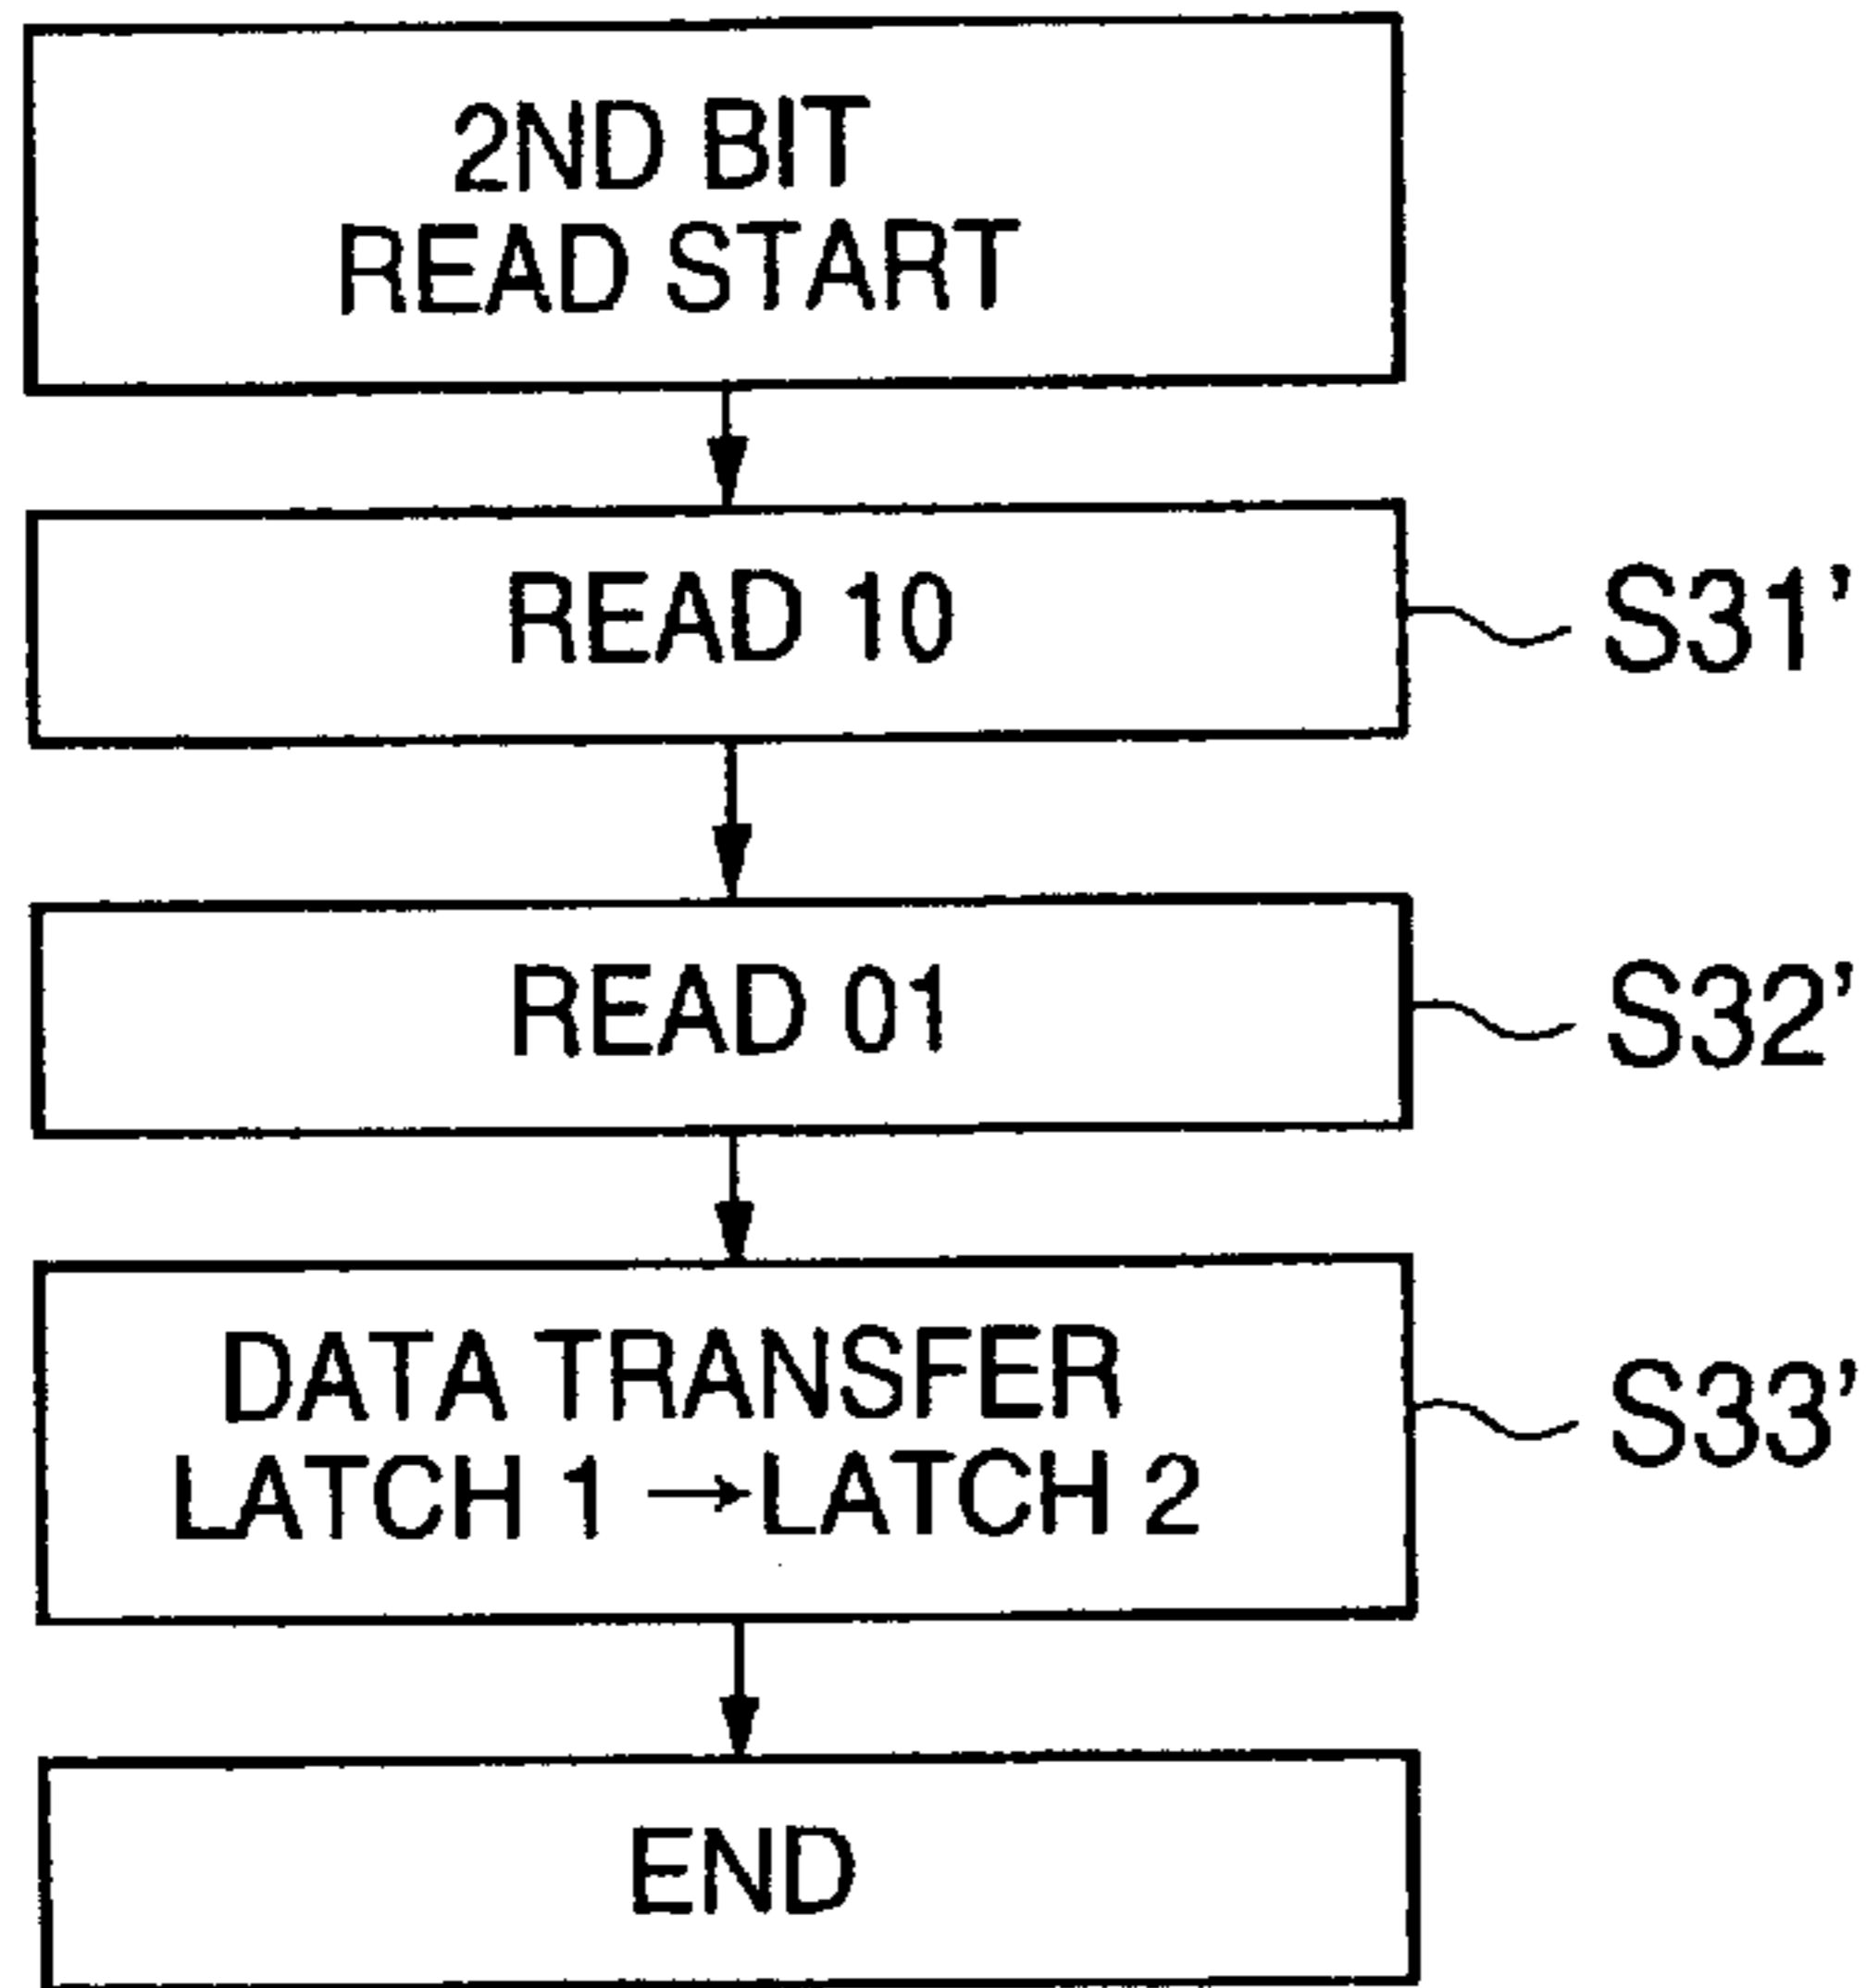 2ND BIT
READ START
READ 10
S31'
READ 01
S32'
DATA TRANSFER
LATCH 1 → LATCH 2
S33'
END